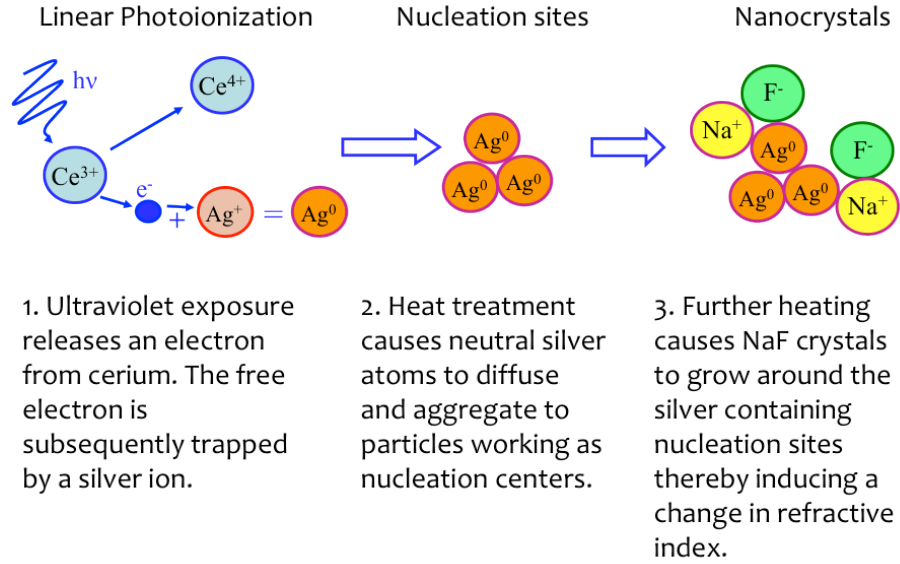 Linear Photoionization
Nucleation sites
Nanocrystals
hν
Ce⁴⁺
Ce³⁺
e⁻
+
Ag⁺
=
Ag⁰
Ag⁰
Ag⁰
Ag⁰
F⁻
Na⁺
Ag⁰
F⁻
Ag⁰
Ag⁰
Na⁺
1. Ultraviolet exposure
releases an electron
from cerium. The free
electron is
subsequently trapped
by a silver ion.
2. Heat treatment
causes neutral silver
atoms to diffuse
and aggregate to
particles working as
nucleation centers.
3. Further heating
causes NaF crystals
to grow around the
silver containing
nucleation sites
thereby inducing a
change in refractive
index.